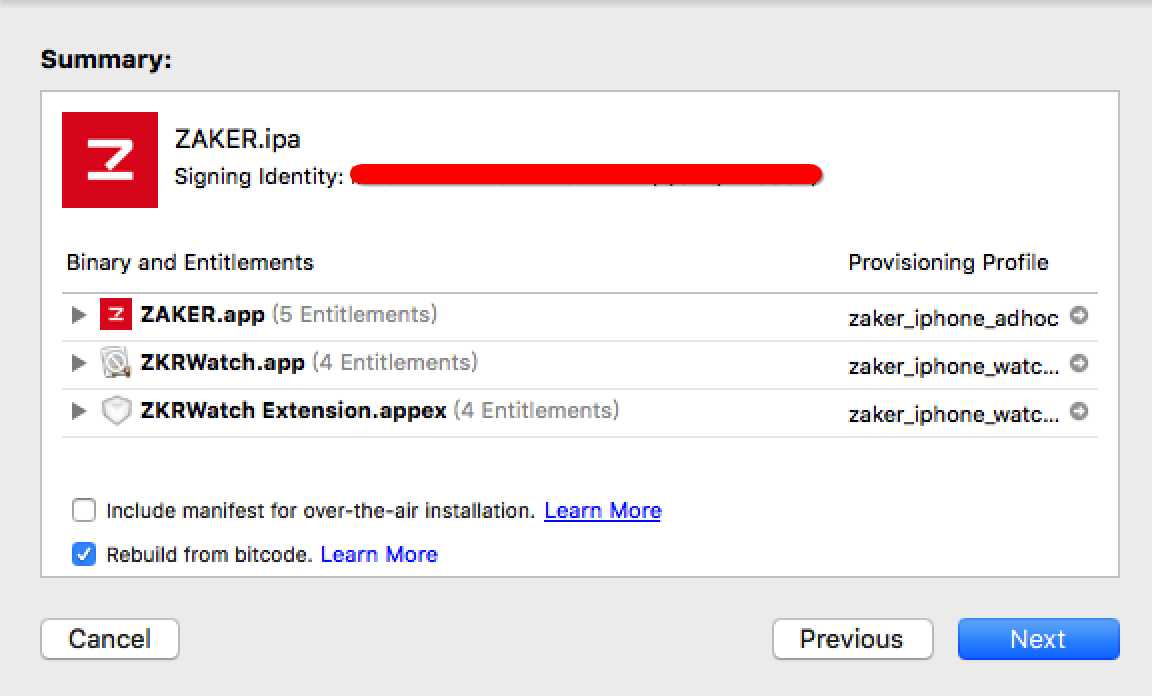 Summary:
ZAKER.ipa
Signing Identity:
Binary and Entitlements Provisioning Profile
ZAKER.app (5 Entitlements) zaker_iphone_adhoc
ZKRWatch.app (4 Entitlements) zaker_iphone_watc...
ZKRWatch Extension.appex (4 Entitlements) zaker_iphone_watc...
Include manifest for over-the-air installation. Learn More
Rebuild from bitcode. Learn More
Cancel Previous Next